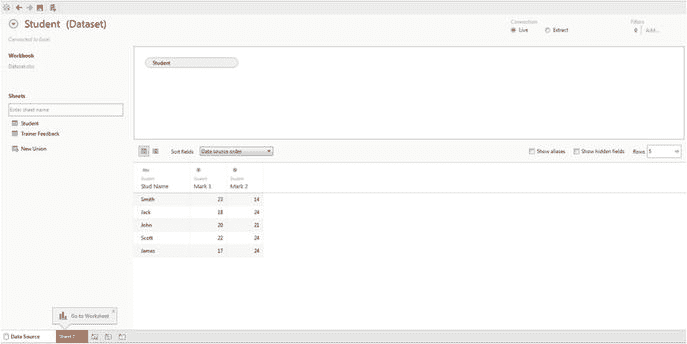 Student (Dataset)
Connection
Live
Extract
Filters
0
Add...
Connected to Excel
Workbook
Dataset.xlsx
Student
Sheets
Enter sheet name
Student
Trainer Feedback
New Union
Sort fields
Data source order
Show aliases
Show hidden fields
Rows
5
Abc
Student
Stud Name
Student
Mark 1
Student
Mark 2
Smith 23 14
Jack 18 24
John 20 21
Scott 22 24
James 17 24
Go to Worksheet
Data Source
Sheet 1